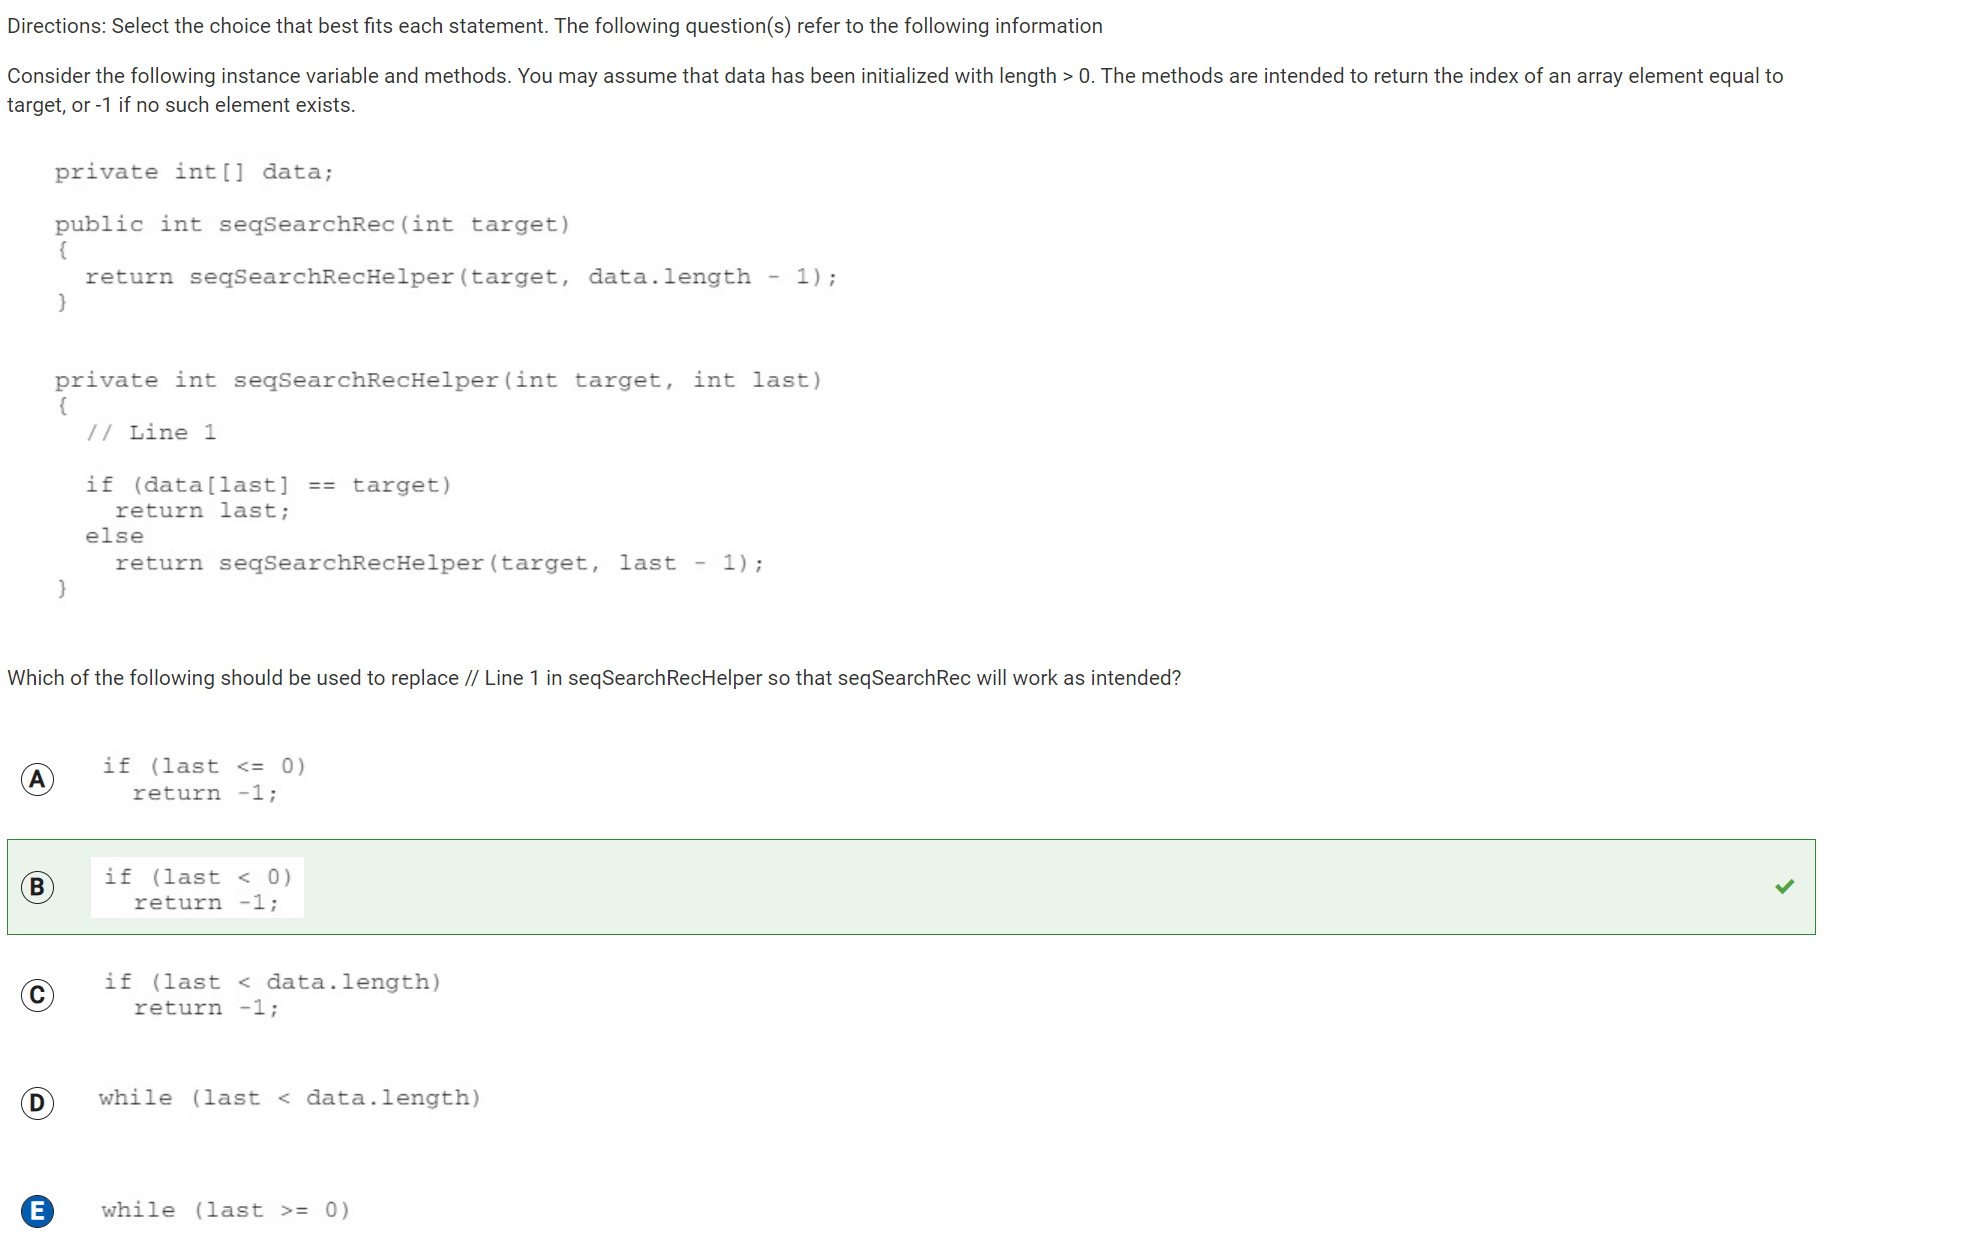 Directions: Select the choice that best fits each statement. The following question(s) refer to the following information
Consider the following instance variable and methods. You may assume that data has been initialized with length > 0. The methods are intended to return the index of an array element equal to
target, or -1 if no such element exists.
private int[] data;
public int seqSearchRec(int target)
{
  return seqSearchRecHelper(target, data.length - 1);
}
private int seqSearchRecHelper(int target, int last)
{
  // Line 1
  if (data[last] == target)
    return last;
  else
    return seqSearchRecHelper(target, last - 1);
}
Which of the following should be used to replace // Line 1 in seqSearchRecHelper so that seqSearchRec will work as intended?
A if (last <= 0)
    return -1;
B if (last < 0)
    return -1;
C if (last < data.length)
    return -1;
D while (last < data.length)
E while (last >= 0)